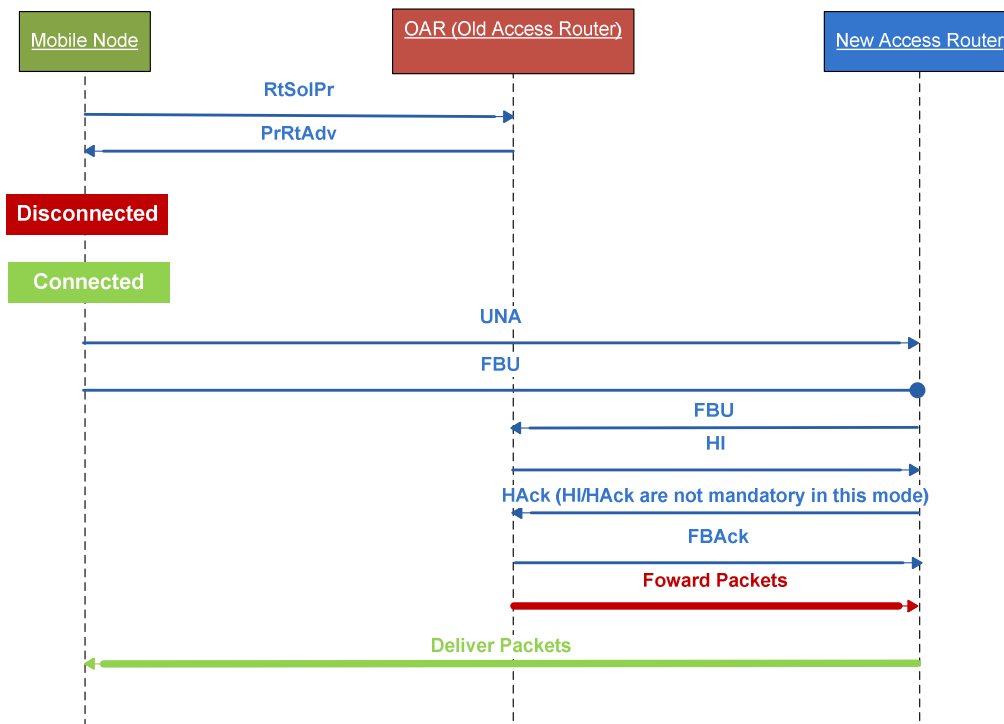 Mobile Node
OAR (Old Access Router)
New Access Router
RtSolPr
PrRtAdv
Disconnected
Connected
UNA
FBU
FBU
HI
HAck (HI/HAck are not mandatory in this mode)
FBAck
Foward Packets
Deliver Packets